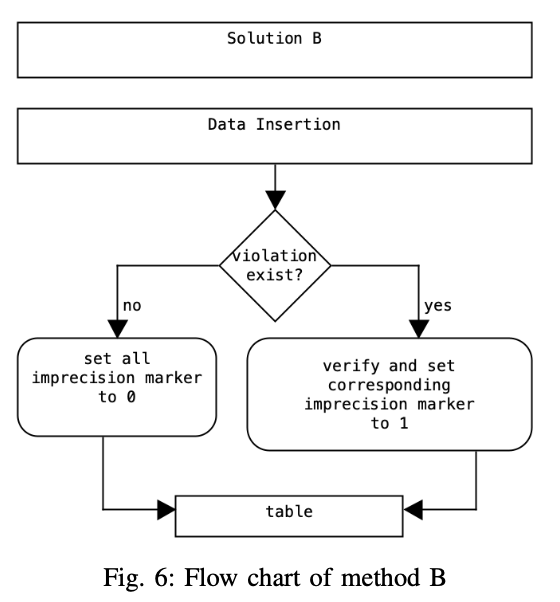 Solution B
Data Insertion
violation
exist?
no
yes
set all
imprecision marker
to 0
verify and set
corresponding
imprecision marker
to 1
table
Fig. 6: Flow chart of method B